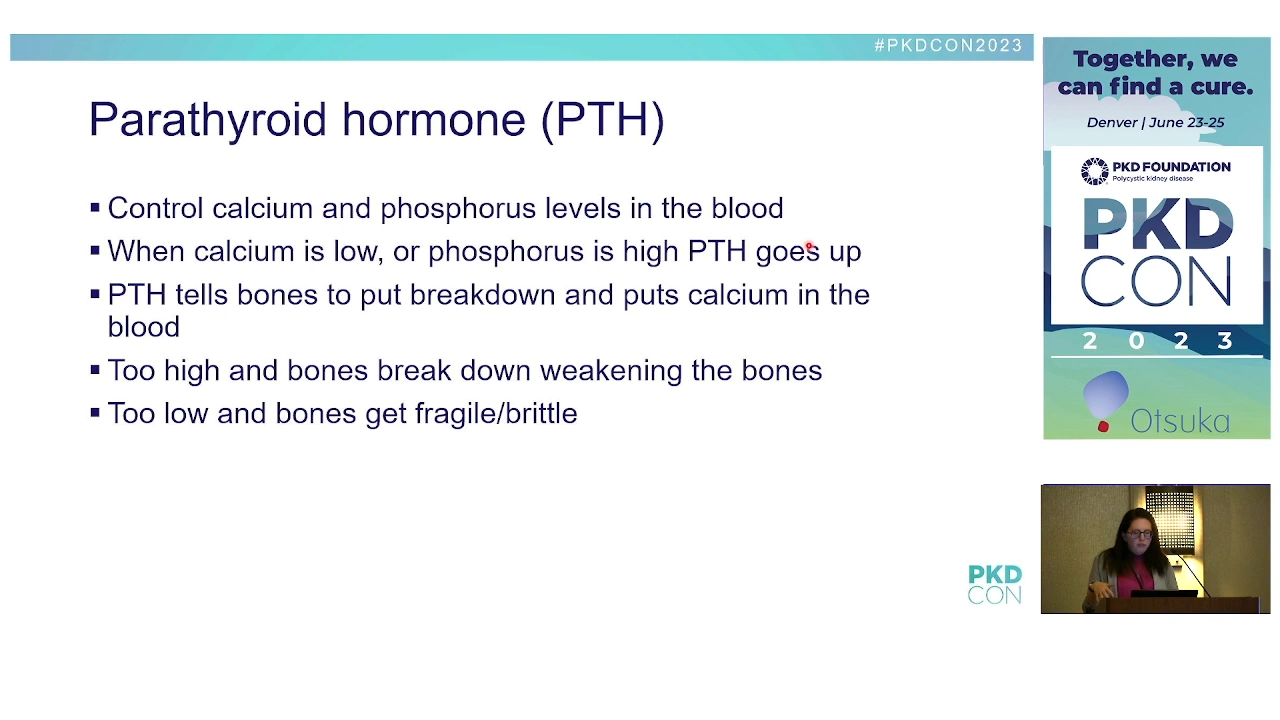 #PKDCON2023
Parathyroid hormone (PTH)
▪ Control calcium and phosphorus levels in the blood
▪ When calcium is low, or phosphorus is high PTH goes up
▪ PTH tells bones to put breakdown and puts calcium in the
blood
▪ Too high and bones break down weakening the bones
▪ Too low and bones get fragile/brittle
PKD
CON
Together, we
can find a cure.
Denver | June 23-25
PKD FOUNDATION
Polycystic kidney disease
PKD
CON
2 0 2 3
Otsuka